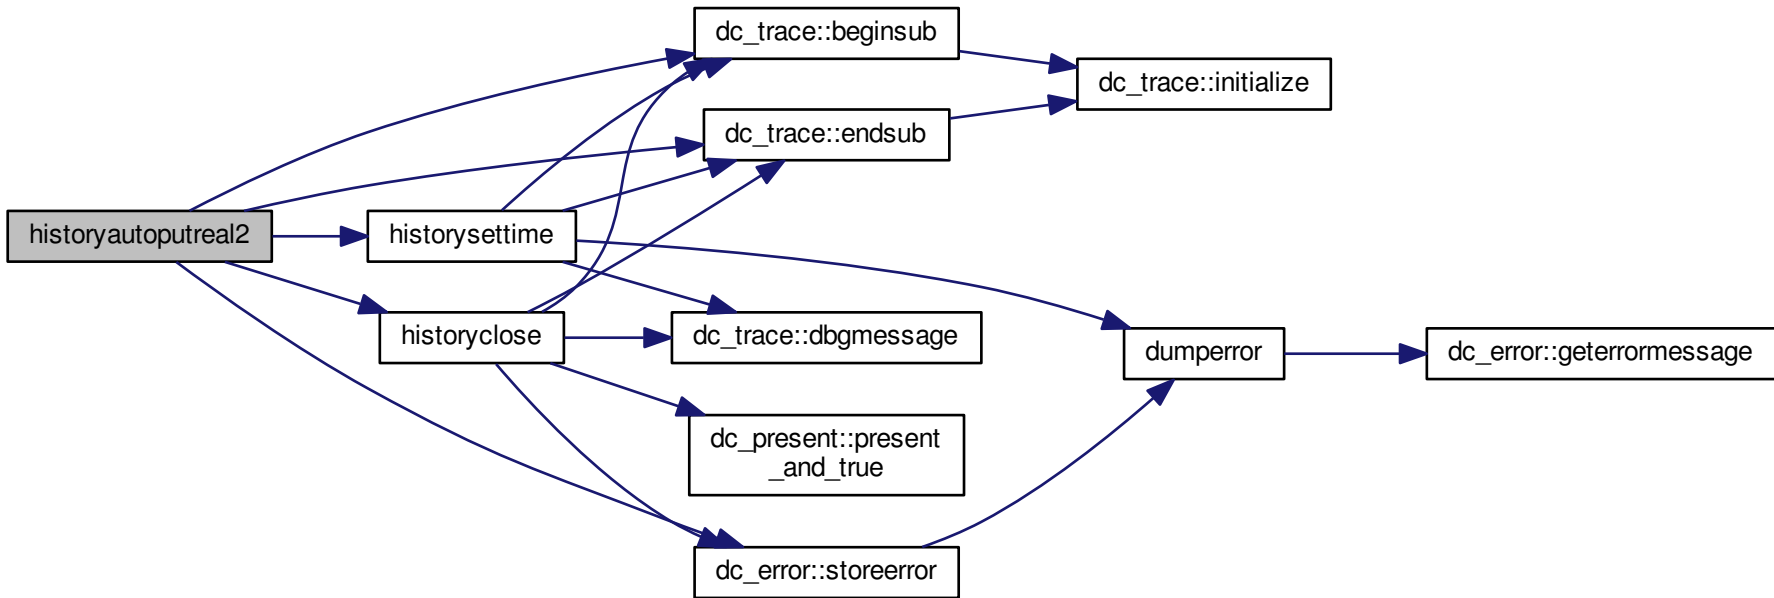 dc_trace::beginsub
dc_trace::initialize
dc_trace::endsub
historyautoputreal2
historysettime
historyclose
dc_trace::dbgmessage
dumperror
dc_error::geterrormessage
dc_present::present
_and_true
dc_error::storeerror